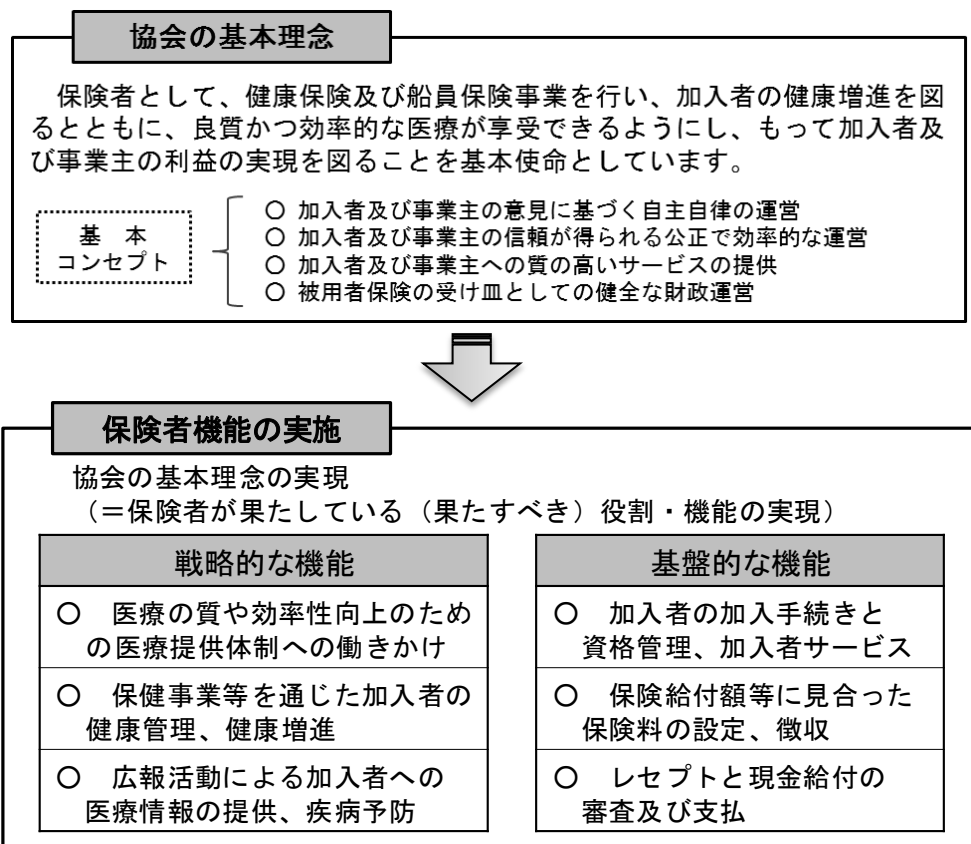 協会の基本理念
保険者として、健康保険及び船員保険事業を行い、加入者の健康増進を図
るとともに、良質かつ効率的な医療が享受できるようにし、もって加入者及
び事業主の利益の実現を図ることを基本使命としています。
基 本
コンセプト
○ 加入者及び事業主の意見に基づく自主自律の運営
○ 加入者及び事業主の信頼が得られる公正で効率的な運営
○ 加入者及び事業主への質の高いサービスの提供
○ 被用者保険の受け皿としての健全な財政運営
保険者機能の実施
協会の基本理念の実現
（＝保険者が果たしている（果たすべき）役割・機能の実現）
戦略的な機能
○ 医療の質や効率性向上のため
の医療提供体制への働きかけ
○ 保健事業等を通じた加入者の
健康管理、健康増進
○ 広報活動による加入者への
医療情報の提供、疾病予防
基盤的な機能
○ 加入者の加入手続きと
資格管理、加入者サービス
○ 保険給付額等に見合った
保険料の設定、徴収
○ レセプトと現金給付の
審査及び支払